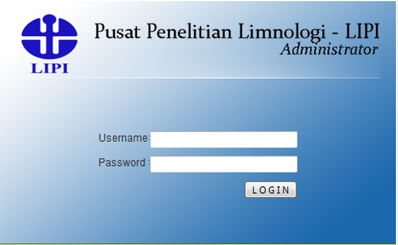 Pusat Penelitian Limnologi - LIPI
Administrator
LIPI
Username:
Password :
LOGIN